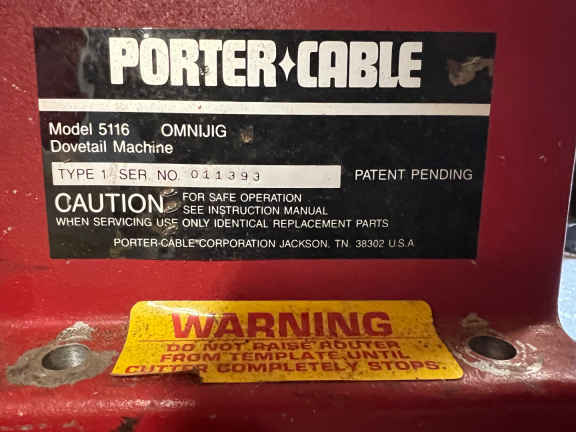 PORTER✦CABLE
Model 5116 OMNIJIG
Dovetail Machine
TYPE 1 SER. NO. 011393 PATENT PENDING
CAUTION FOR SAFE OPERATION
SEE INSTRUCTION MANUAL
WHEN SERVICING USE ONLY IDENTICAL REPLACEMENT PARTS
PORTER-CABLE CORPORATION JACKSON, TN. 38302 U.S.A
WARNING
DO NOT RAISE ROUTER
FROM TEMPLATE UNTIL
CUTTER COMPLETELY STOPS.